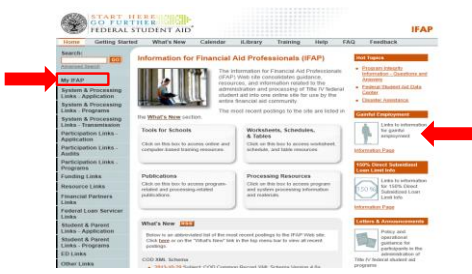 START HERE
GO FURTHER
FEDERAL STUDENT AID
IFAP
Home Getting Started What's New Calendar iLibrary Training Help FAQ Feedback
Search:
GO
Advanced Search
My IFAP
System & Processing
Links - Application
System & Processing
Links - Programs
System & Processing
Links - Transmission
Participation Links -
Application
Participation Links -
Audits
Participation Links -
Programs
Funding Links
Resource Links
Financial Partners
Links
Federal Loan Servicer
Links
Student & Parent
Links - Application
Student & Parent
Links - Programs
ED Links
Other Links
Information for Financial Aid Professionals (IFAP)
The Information for Financial Aid Professionals
(IFAP) Web site consolidates guidance,
resources, and information related to the
administration and processing of Title IV federal
student aid into one online site for use by the
entire financial aid community.
The most recent postings to the site are listed in
the What's New section.
Tools for Schools
Click on this box to access online and
computer-based training resources.
Worksheets, Schedules,
& Tables
Click on this box to access worksheet,
schedule, and table resources
Publications
Click on this box to access program-
related and processing-related
publications.
Processing Resources
Click on this box to access program
and system processing information
and materials.
What's New
Below is an abbreviated list of the most recent postings to the IFAP Web site.
Click here or on the "What's New" link in the top menu bar to view all recent
postings.
COD XML Schema
Hot Topics
Program Integrity
Information - Questions and
Answers
Federal Student Aid Data
Center
Disaster Assistance
Gainful Employment
Links to information
for gainful
employment
Information Page
150% Direct Subsidized
Loan Limit Info
150%
Links to information
for 150% Direct
Subsidized Loan
Limit Info
Information Page
Letters & Announcements
Policy and
operational
guidance for
participants in the
administration of
Title IV federal student aid
programs